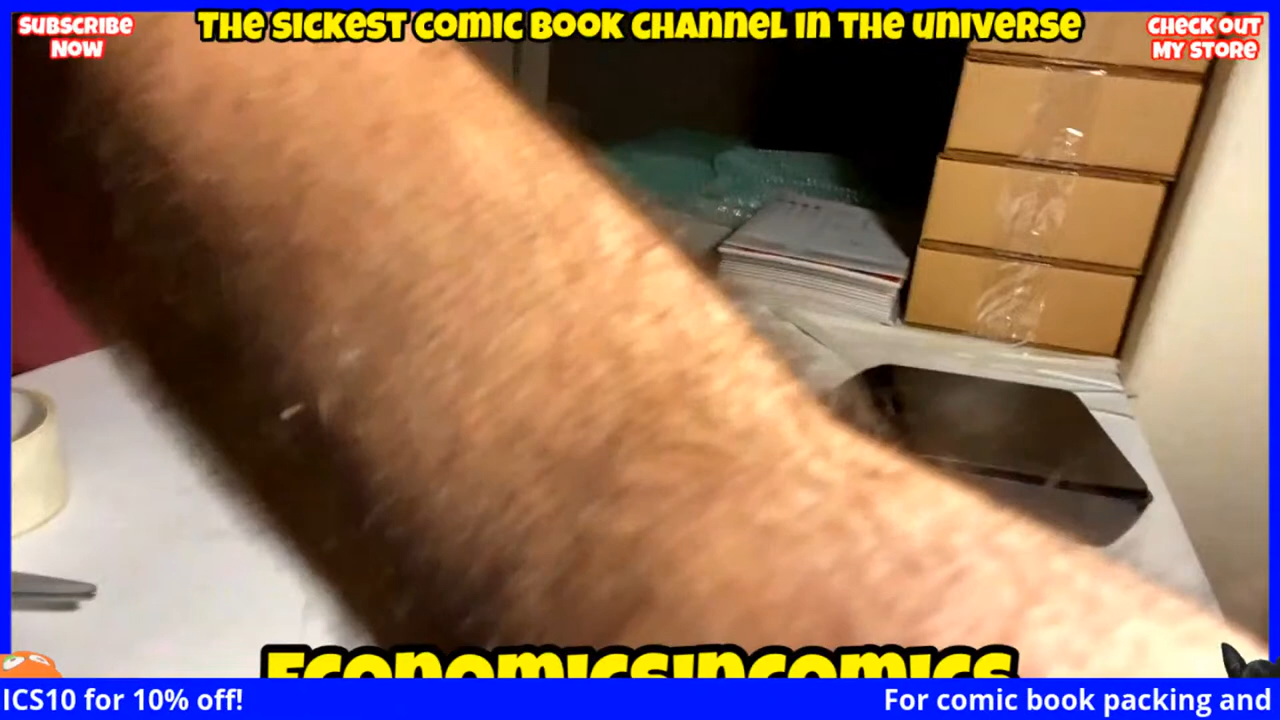 SUBSCRIBE
NOW
THE SICKEST COMIC BOOK CHANNEL IN THE UNIVERSE
CHECK OUT
MY STORE
ECONOMICSINCOMICS
ICS10 for 10% off!
For comic book packing and